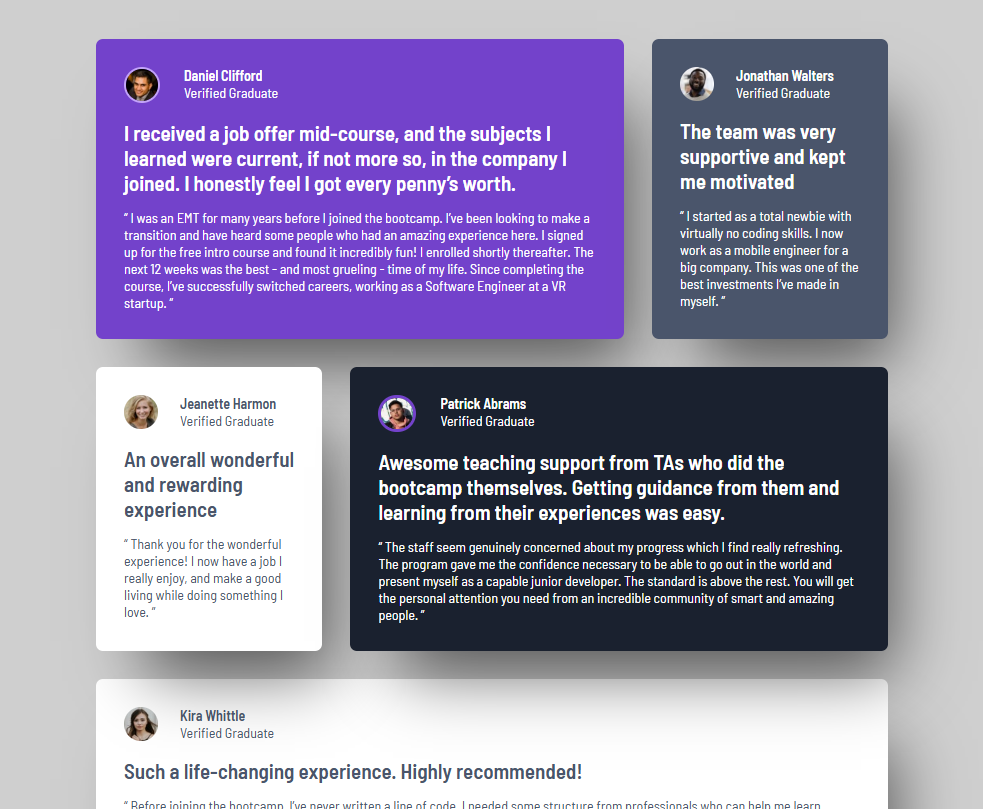 Daniel Clifford
Verified Graduate
I received a job offer mid-course, and the subjects I
learned were current, if not more so, in the company I
joined. I honestly feel I got every penny’s worth.
“ I was an EMT for many years before I joined the bootcamp. I’ve been looking to make a
transition and have heard some people who had an amazing experience here. I signed
up for the free intro course and found it incredibly fun! I enrolled shortly thereafter. The
next 12 weeks was the best - and most grueling - time of my life. Since completing the
course, I’ve successfully switched careers, working as a Software Engineer at a VR
startup. ”
Jonathan Walters
Verified Graduate
The team was very
supportive and kept
me motivated
“ I started as a total newbie with
virtually no coding skills. I now
work as a mobile engineer for a
big company. This was one of the
best investments I’ve made in
myself. ”
Jeanette Harmon
Verified Graduate
An overall wonderful
and rewarding
experience
“ Thank you for the wonderful
experience! I now have a job I
really enjoy, and make a good
living while doing something I
love. ”
Patrick Abrams
Verified Graduate
Awesome teaching support from TAs who did the
bootcamp themselves. Getting guidance from them and
learning from their experiences was easy.
“ The staff seem genuinely concerned about my progress which I find really refreshing.
The program gave me the confidence necessary to be able to go out in the world and
present myself as a capable junior developer. The standard is above the rest. You will get
the personal attention you need from an incredible community of smart and amazing
people. ”
Kira Whittle
Verified Graduate
Such a life-changing experience. Highly recommended!
“ Before joining the bootcamp, I’ve never written a line of code. I needed some structure from professionals who can help me learn